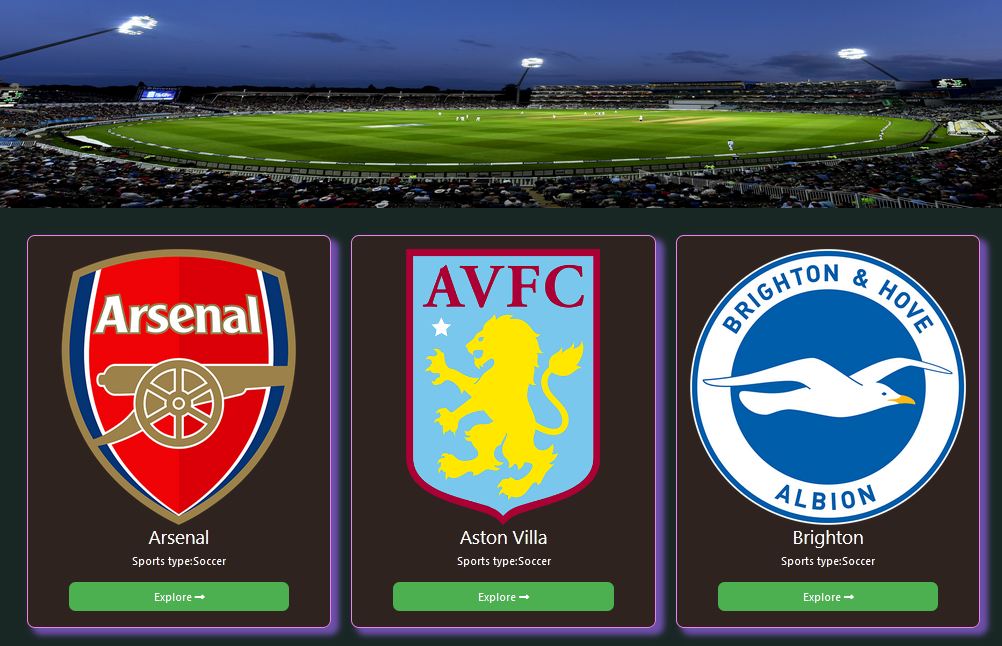 Arsenal
Arsenal
Sports type:Soccer
Explore
AVFC
Aston Villa
Sports type:Soccer
Explore
BRIGHTON & HOVE
ALBION
Brighton
Sports type:Soccer
Explore